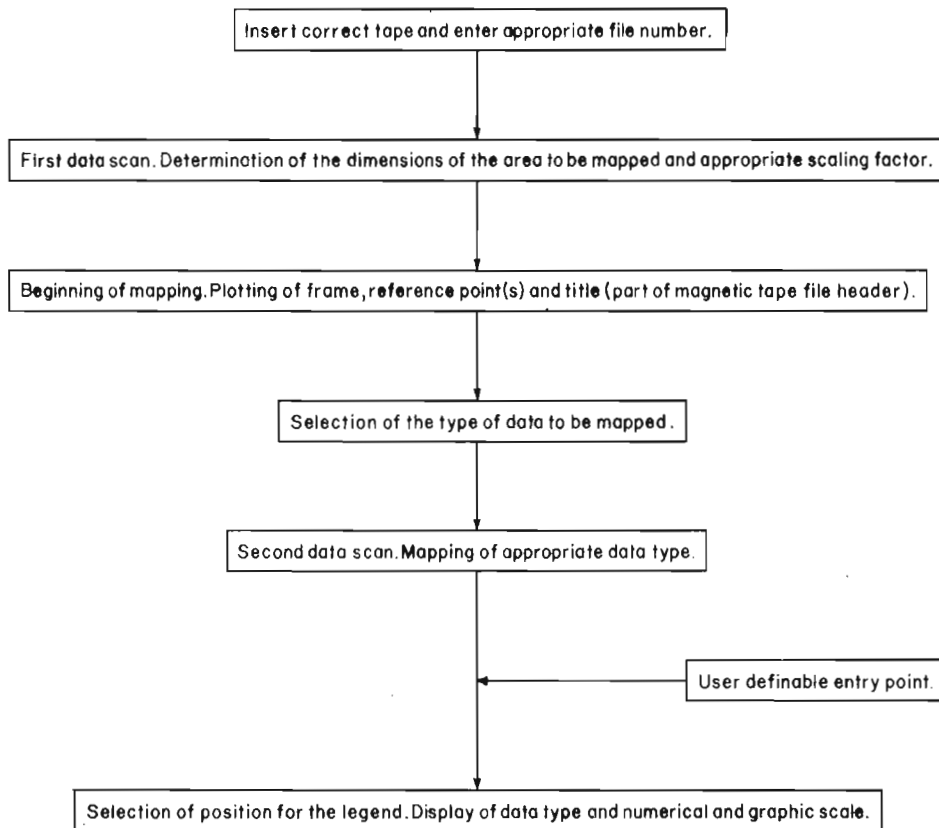 Insert correct tape and enter appropriate file number.
First data scan. Determination of the dimensions of the area to be mapped and appropriate scaling factor.
Beginning of mapping. Plotting of frame, reference point(s) and title (part of magnetic tape file header).
Selection of the type of data to be mapped.
Second data scan. Mapping of appropriate data type.
User definable entry point.
Selection of position for the legend. Display of data type and numerical and graphic scale.